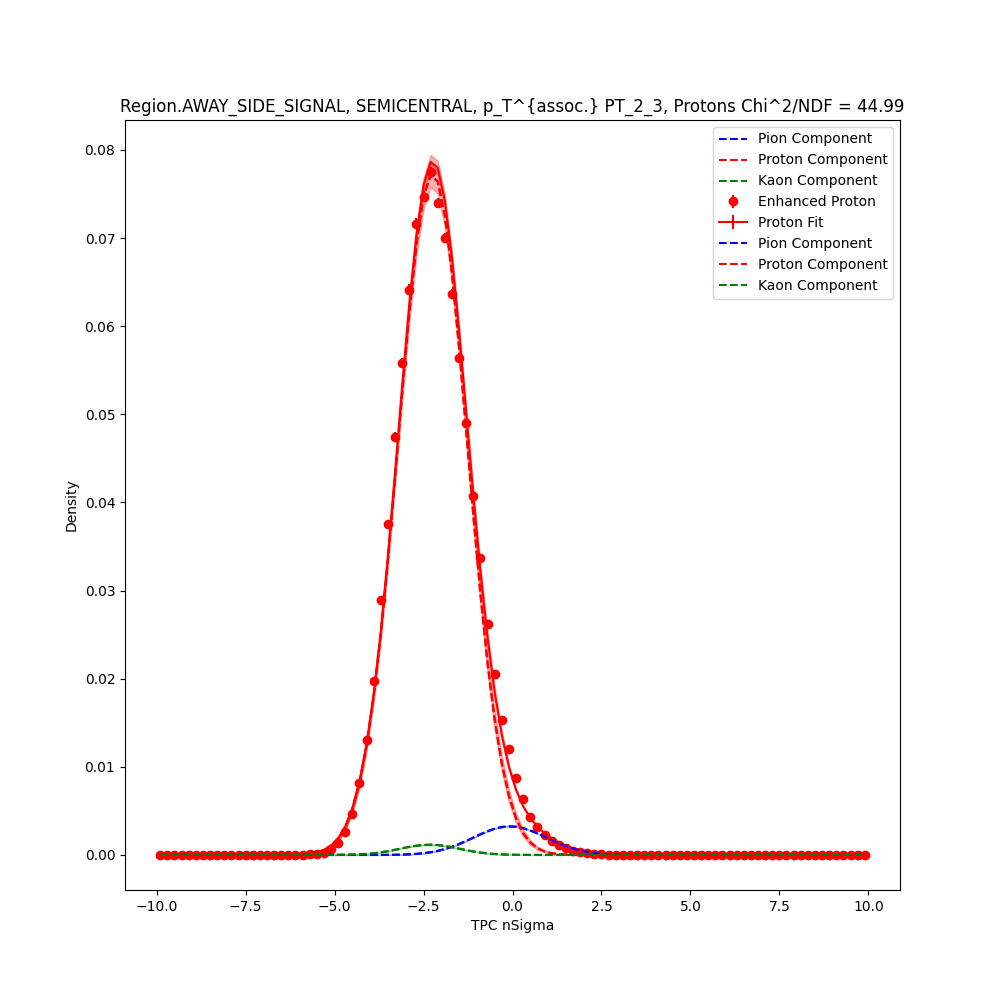 Region.AWAY_SIDE_SIGNAL, SEMICENTRAL, p_T^{assoc.} PT_2_3, Protons Chi^2/NDF = 44.99
Pion Component
Proton Component
Kaon Component
Enhanced Proton
Proton Fit
Pion Component
Proton Component
Kaon Component
0.08
0.07
0.06
0.05
0.04
0.03
0.02
0.01
0.00
Density
−10.0 −7.5 −5.0 −2.5 0.0 2.5 5.0 7.5 10.0
TPC nSigma